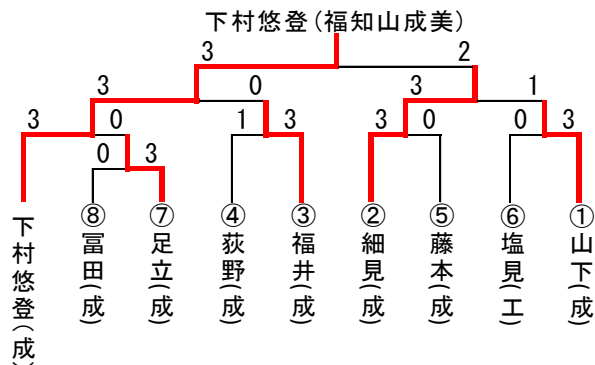 下村悠登(福知山成美)
3 2
3 0 3 1
3 0 1 3 3 0 0 3
0 3
下村悠登(成)
⑧冨田(成)
⑦足立(成)
④荻野(成)
③福井(成)
②細見(成)
⑤藤本(成)
⑥塩見(工)
①山下(成)